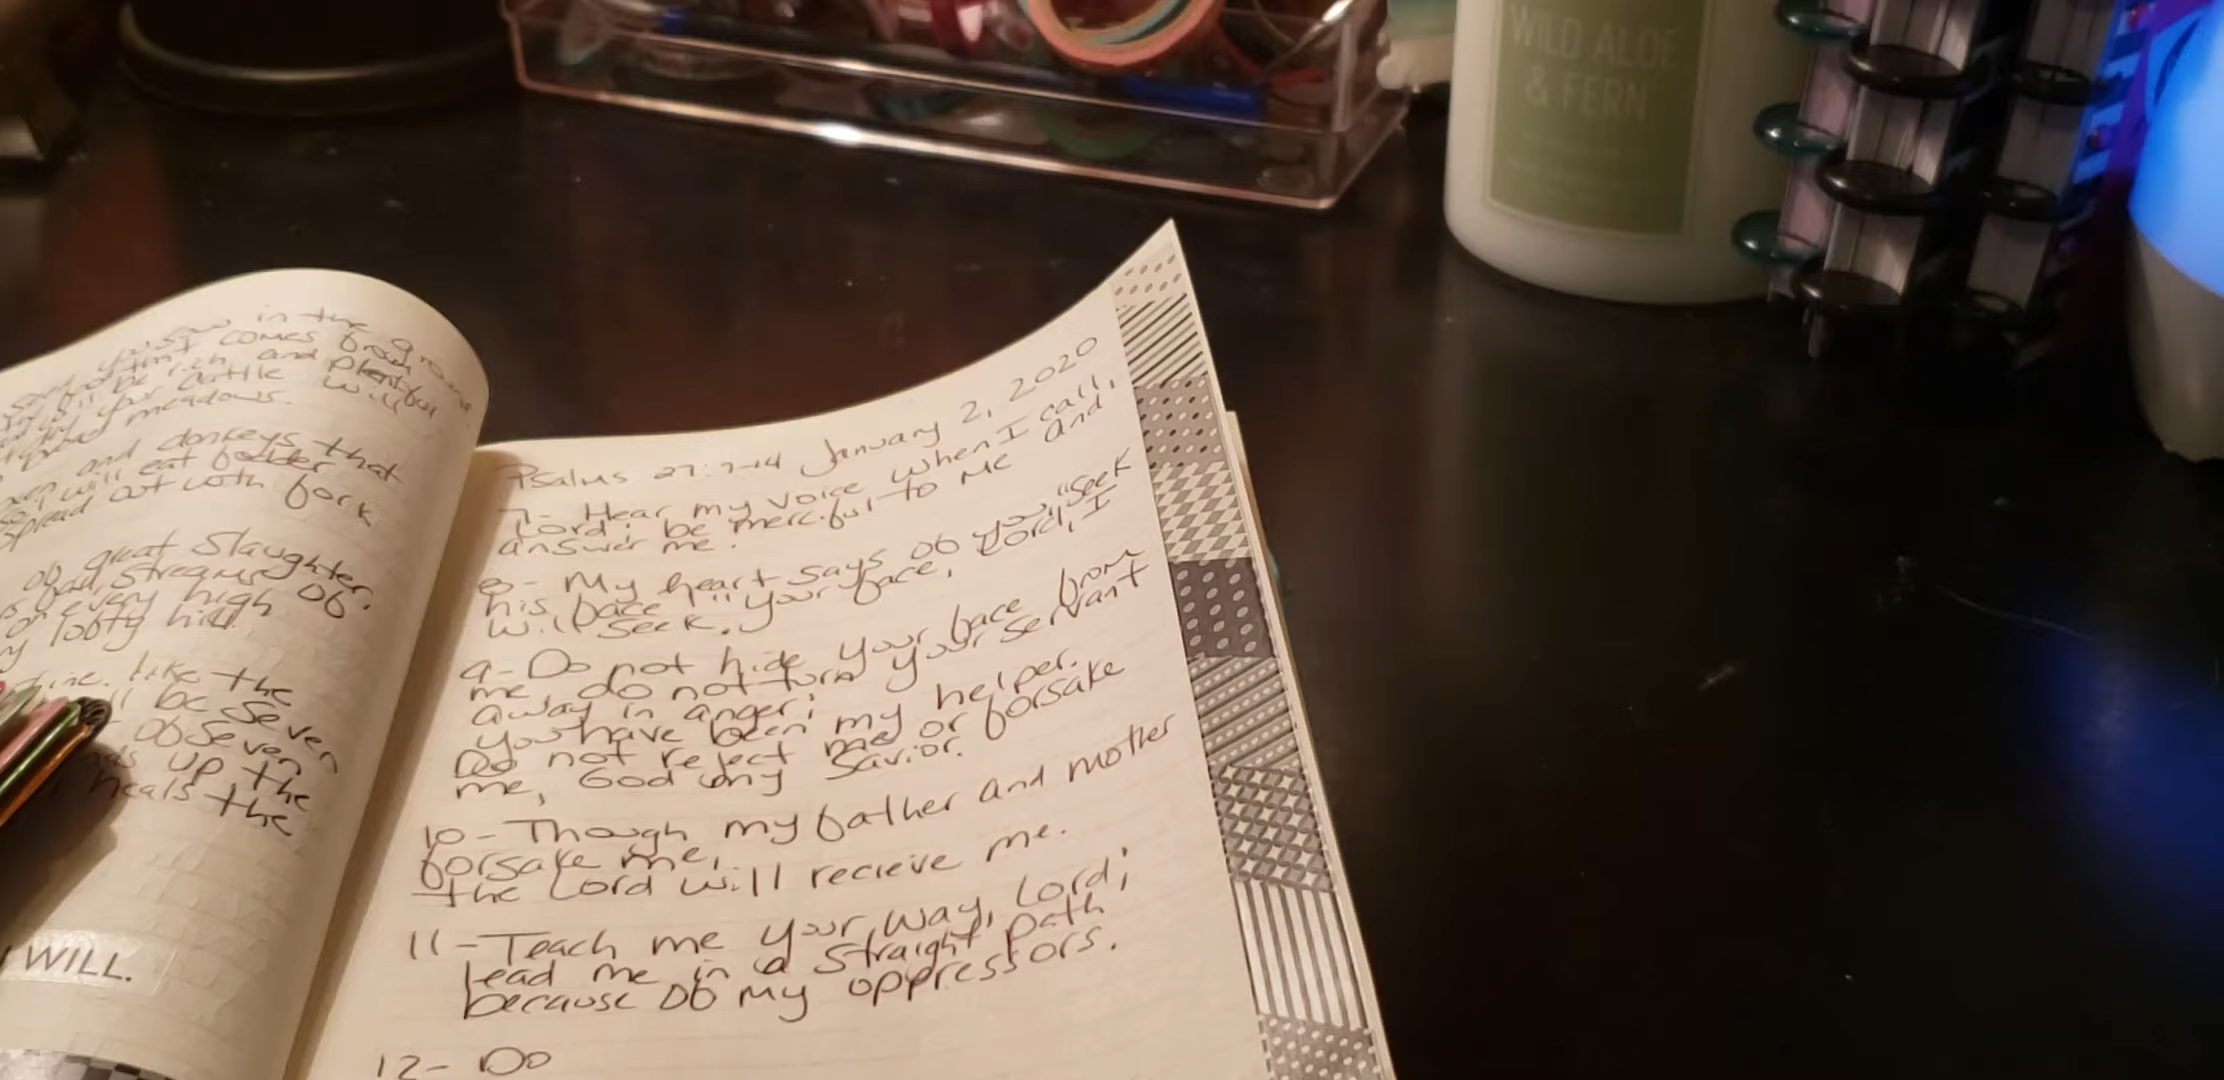 in the
comes from
rich and plentiful
cattle will
meadows.
and donkeys that
will eat fodder
spread out with fork
of great slaughter,
streams of
every high
lofty hill
like the
be seven
of seven
up the
heals the
WILL.
Psalms 27:7-14 January 2, 2020
7- Hear my voice when I call,
Lord; be merciful to me and
answer me.
8- My heart says of you, "seek
his face!" your face, Lord, I
will seek.
9- Do not hide your face from
me, do not turn your servant
away in anger;
you have been my helper.
Do not reject me or forsake
me, God my Savior.
10- Though my father and mother
forsake me,
the Lord will recieve me.
11- Teach me your way, Lord;
lead me in a straight path
because of my oppressors.
12- Do
WILD ALOE
& FERN